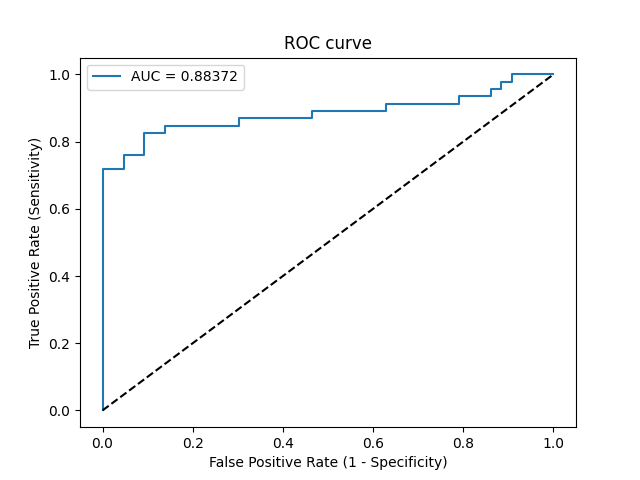 ROC curve
AUC = 0.88372
1.0
0.8
0.6
0.4
0.2
0.0
True Positive Rate (Sensitivity)
0.0 0.2 0.4 0.6 0.8 1.0
False Positive Rate (1 - Specificity)